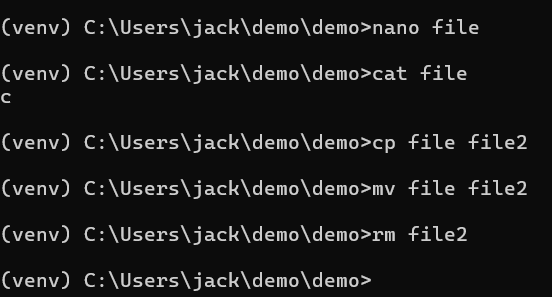 (venv) C:\Users\jack\demo\demo>nano file
(venv) C:\Users\jack\demo\demo>cat file
c
(venv) C:\Users\jack\demo\demo>cp file file2
(venv) C:\Users\jack\demo\demo>mv file file2
(venv) C:\Users\jack\demo\demo>rm file2
(venv) C:\Users\jack\demo\demo>